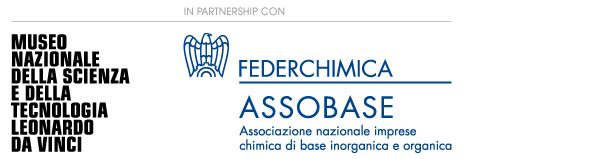 IN PARTNERSHIP CON
MUSEO
NAZIONALE
DELLA SCIENZA
E DELLA
TECNOLOGIA
LEONARDO
DA VINCI
FEDERCHIMICA
ASSOBASE
Associazione nazionale imprese
chimica di base inorganica e organica